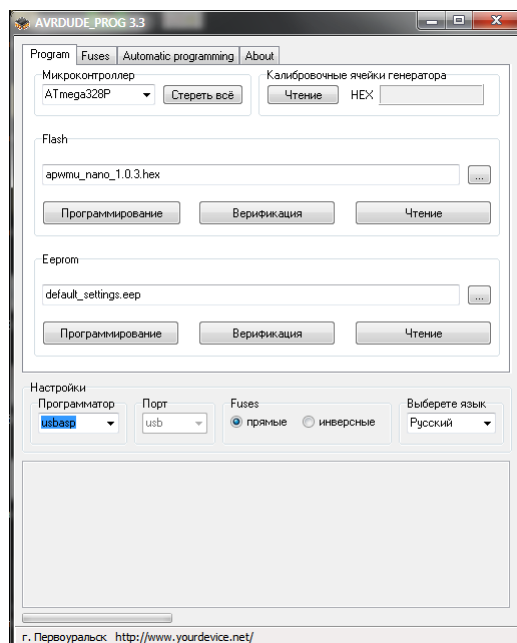 AVRDUDE_PROG 3.3
Program Fuses Automatic programming About
Микроконтроллер Калибровочные ячейки генератора
ATmega328P Стереть всё Чтение HEX
Flash
apwmu_nano_1.0.3.hex ...
Программирование Верификация Чтение
Eeprom
default_settings.eep ...
Программирование Верификация Чтение
Настройки
Программатор Порт Fuses Выберете язык
usbasp usb прямые инверсные Русский
г. Первоуральск http://www.yourdevice.net/